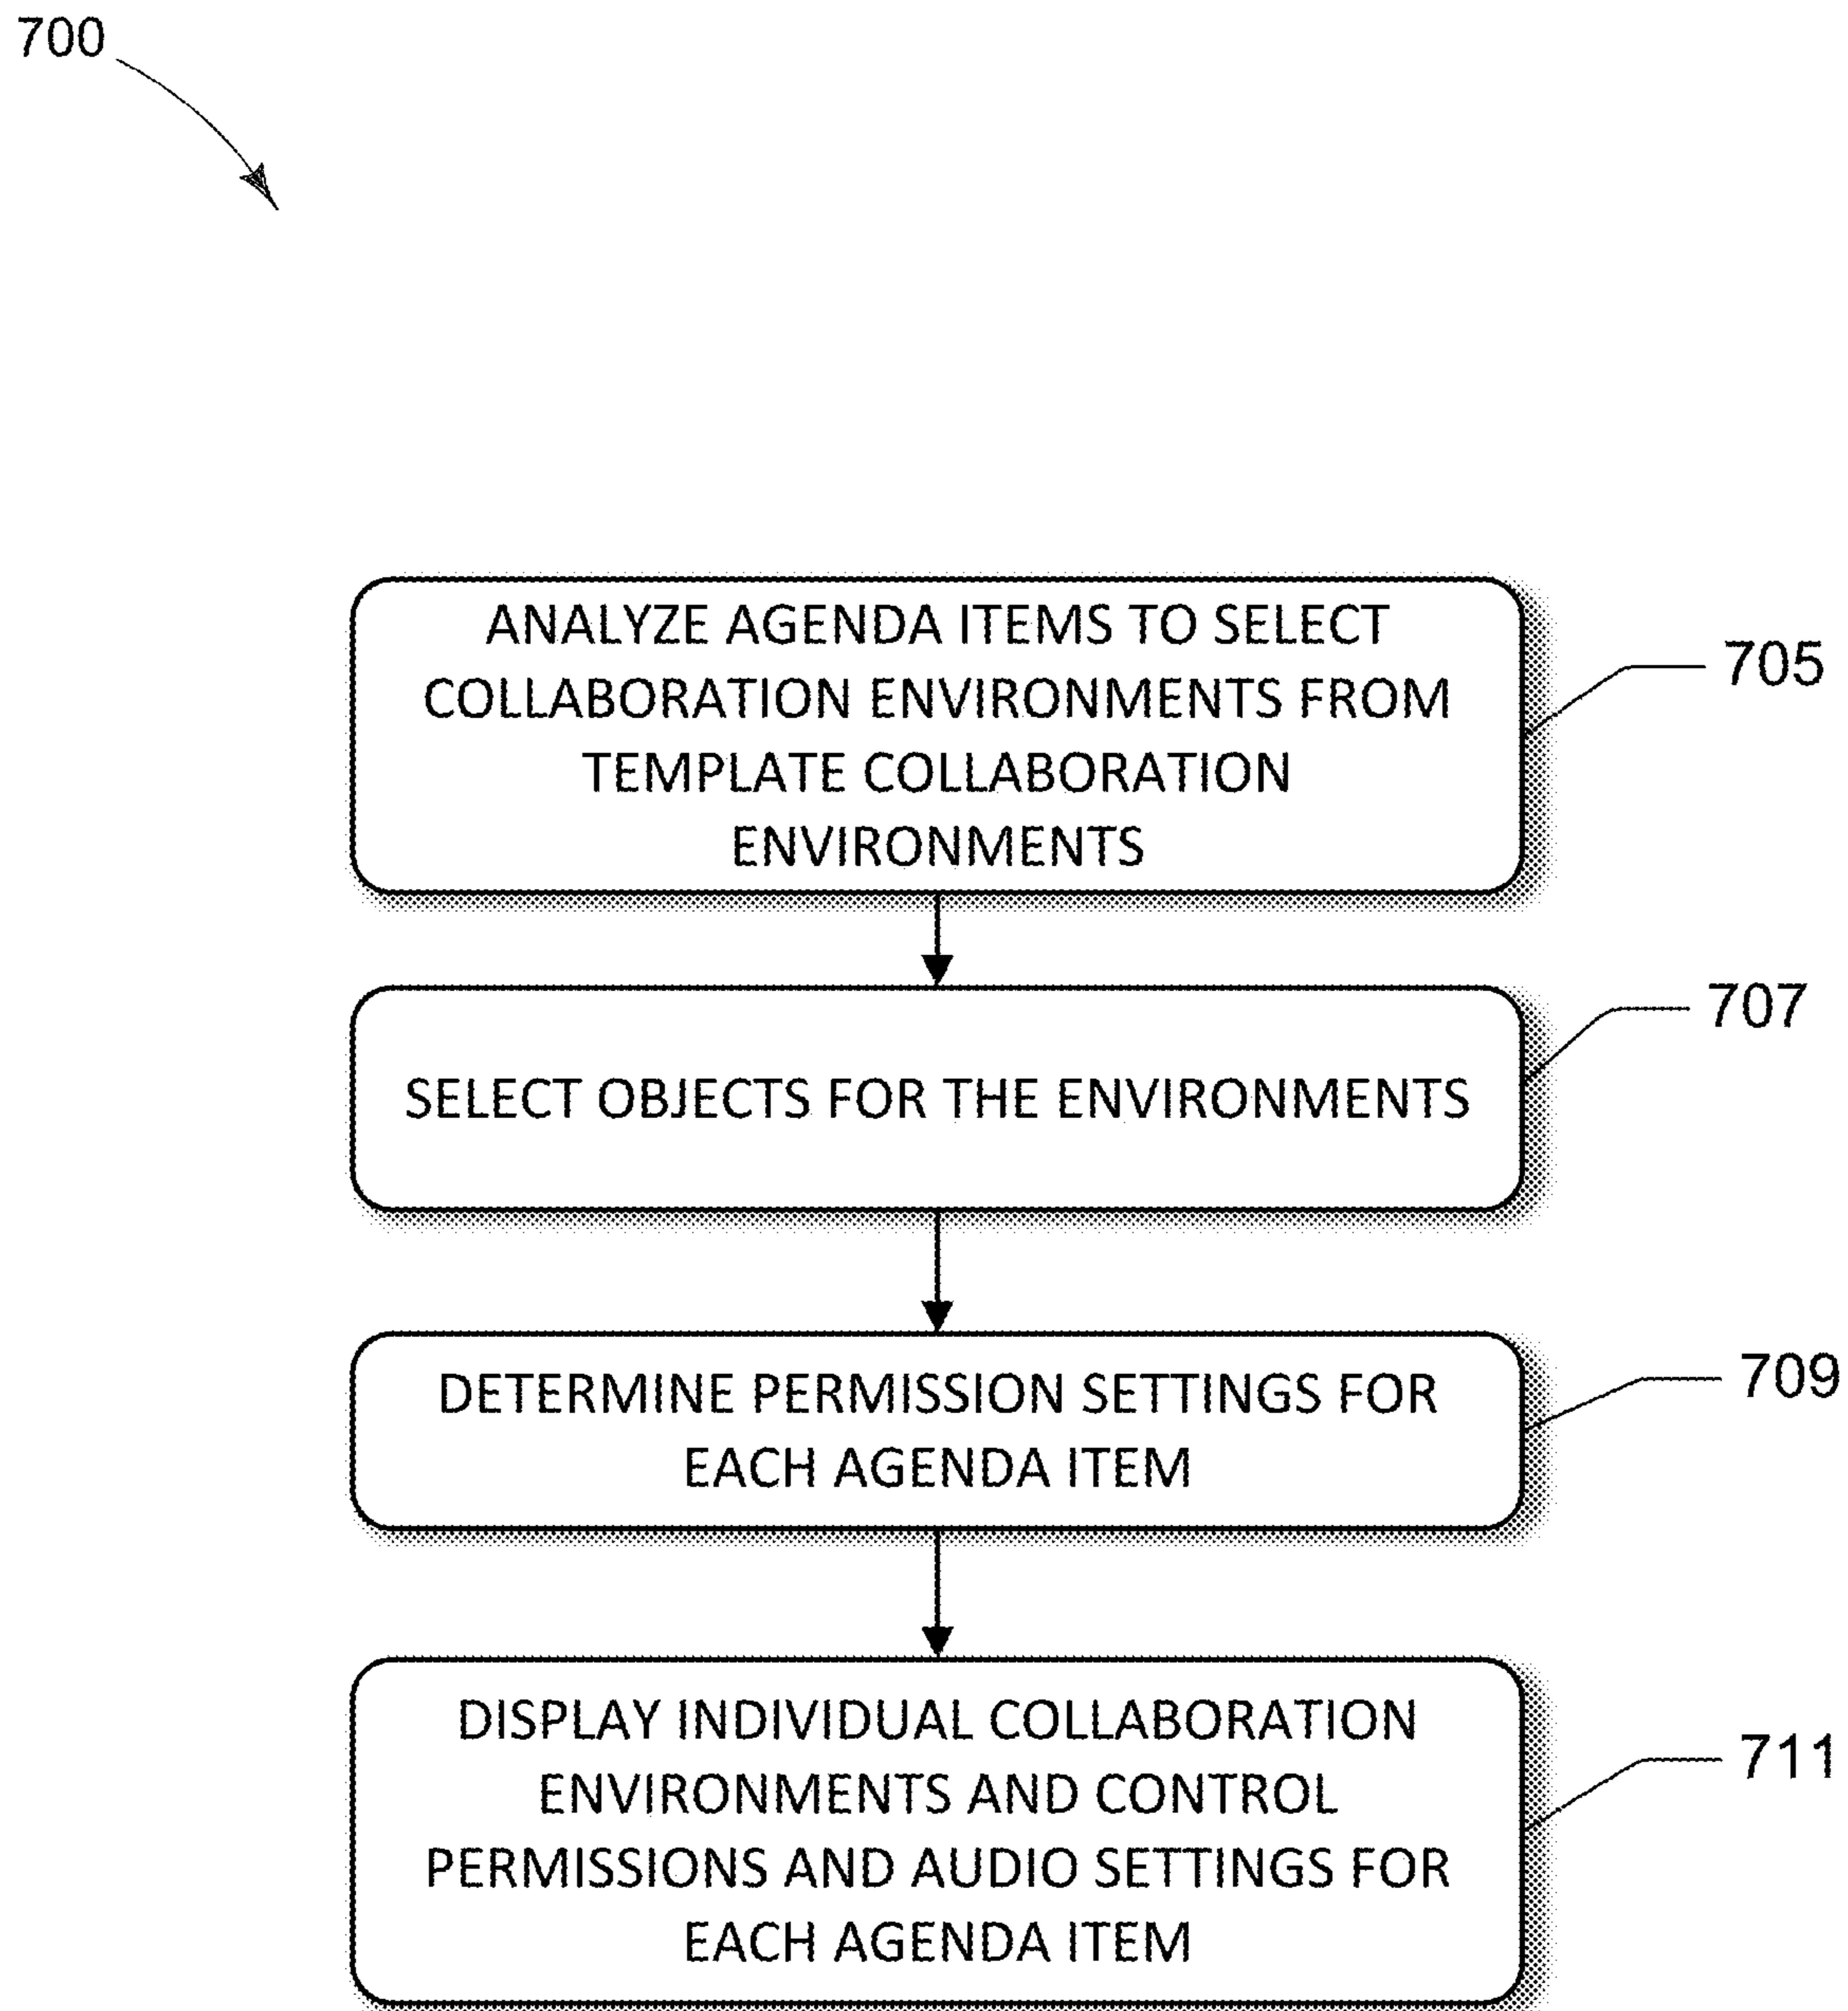 700
ANALYZE AGENDA ITEMS TO SELECT
COLLABORATION ENVIRONMENTS FROM
TEMPLATE COLLABORATION
ENVIRONMENTS
705
SELECT OBJECTS FOR THE ENVIRONMENTS
707
DETERMINE PERMISSION SETTINGS FOR
EACH AGENDA ITEM
709
DISPLAY INDIVIDUAL COLLABORATION
ENVIRONMENTS AND CONTROL
PERMISSIONS AND AUDIO SETTINGS FOR
EACH AGENDA ITEM
711